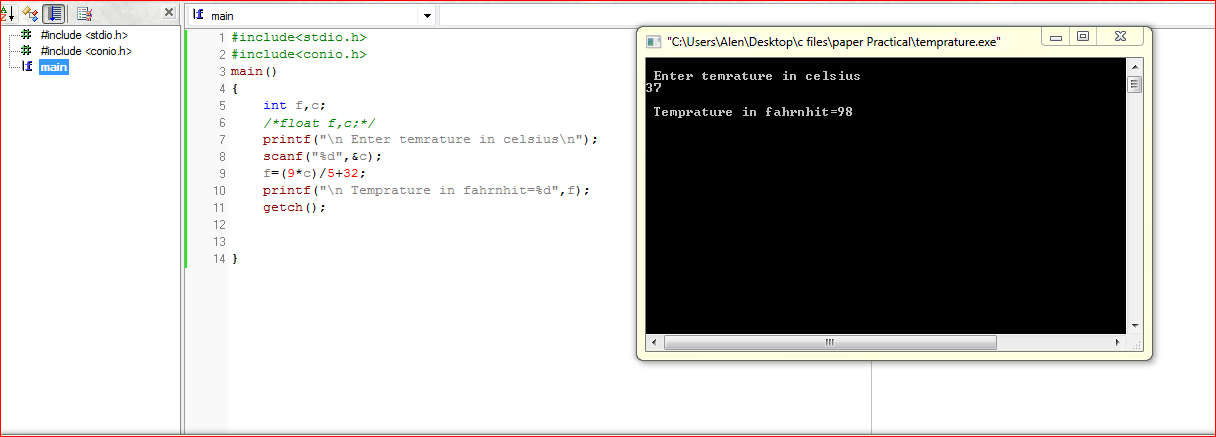 main
#include <stdio.h>
#include <conio.h>
main
1 #include<stdio.h>
2 #include<conio.h>
3 main()
4 {
5 int f,c;
6 /*float f,c;*/
7 printf("\n Enter temrature in celsius\n");
8 scanf("%d",&c);
9 f=(9*c)/5+32;
10 printf("\n Temprature in fahrnhit=%d",f);
11 getch();
12
13
14 }
"C:\Users\Alen\Desktop\c files\paper Practical\temprature.exe"
Enter temrature in celsius
37
Temprature in fahrnhit=98